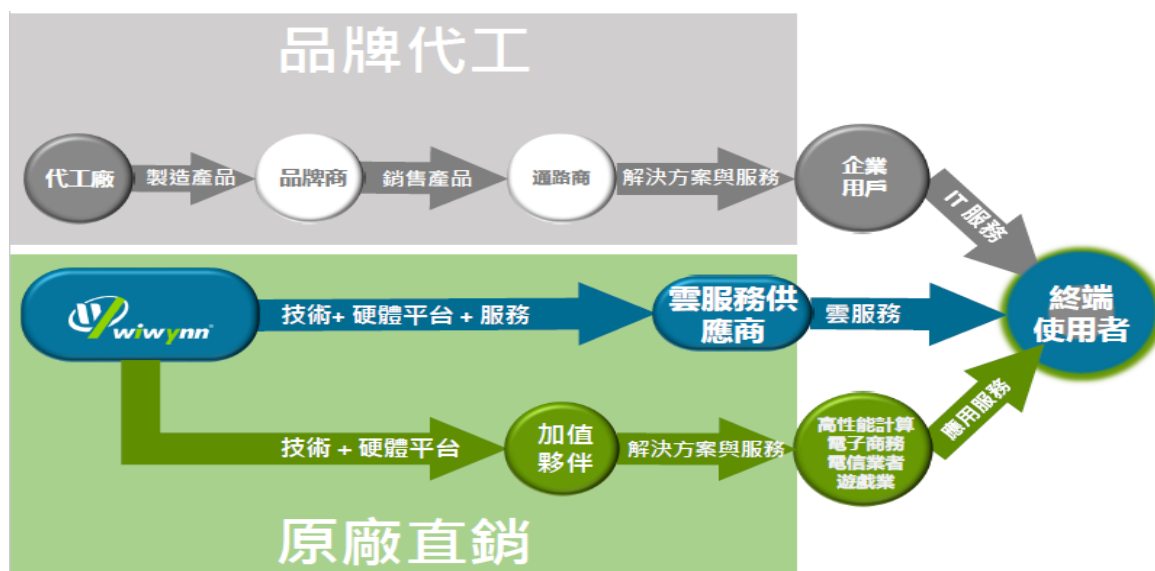 品牌代工
代工廠
製造產品
品牌商
銷售產品
通路商
解決方案與服務
企業
用戶
IT 服務
wiwynn
技術+ 硬體平台 + 服務
雲服務供
應商
雲服務
終端
使用者
技術 + 硬體平台
加值
夥伴
解決方案與服務
高性能計算
電子商務
電信業者
遊戲業
應用服務
原廠直銷